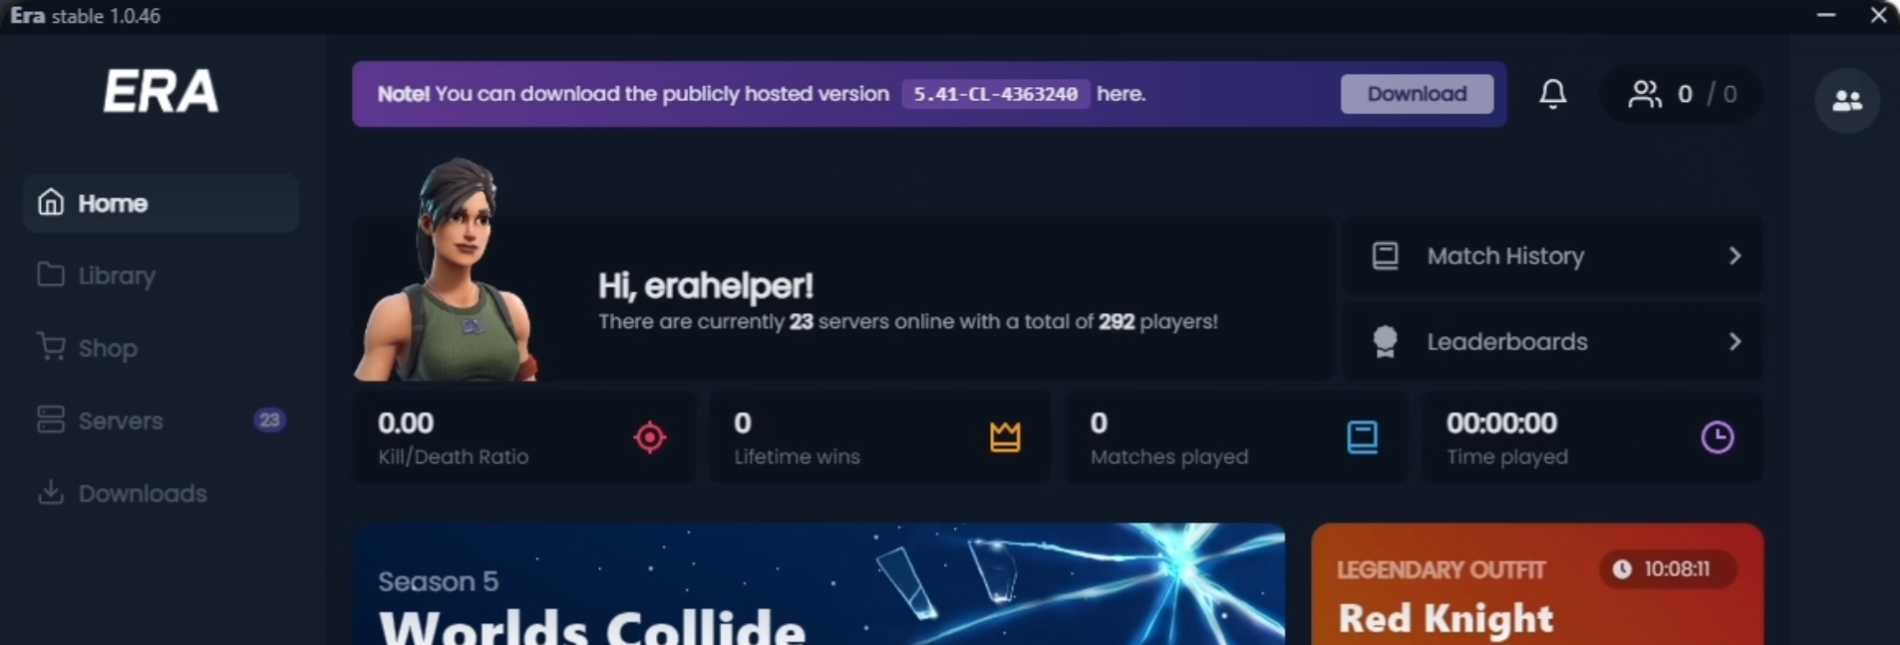 Era stable 1.0.46
ERA
Note! You can download the publicly hosted version 5.41-CL-4363240 here.
Download
0 / 0
Home
Library
Shop
Servers
23
Downloads
Hi, erahelper!
There are currently 23 servers online with a total of 292 players!
Match History
Leaderboards
0.00
Kill/Death Ratio
0
Lifetime wins
0
Matches played
00:00:00
Time played
Season 5
Worlds Collide
LEGENDARY OUTFIT
10:08:11
Red Knight